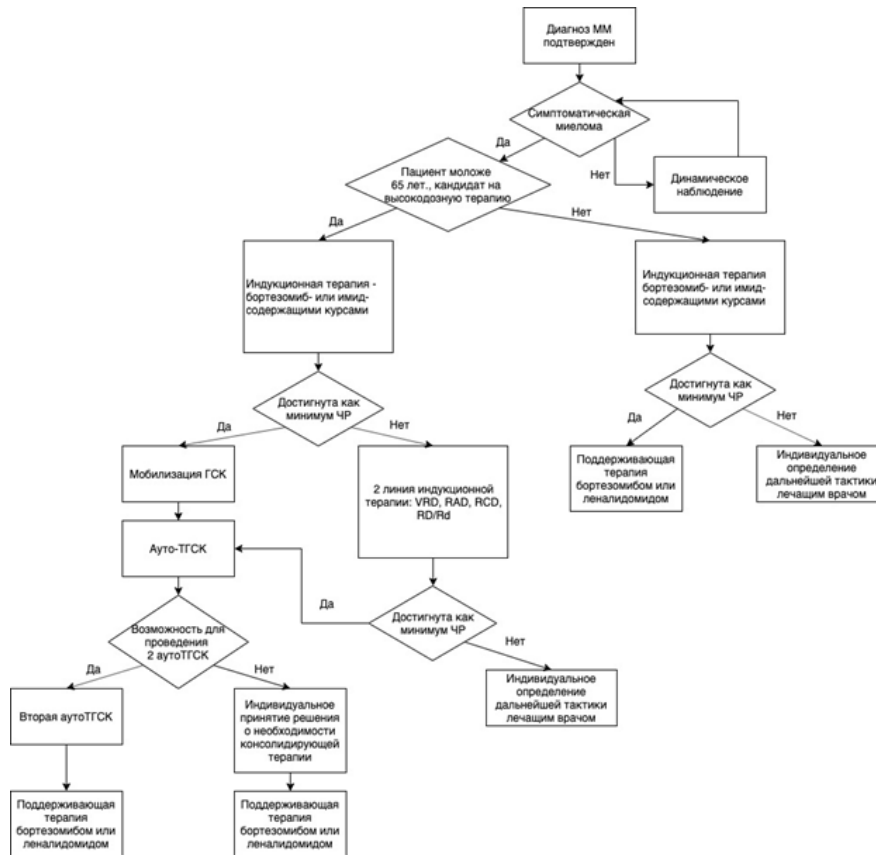 Диагноз ММ
подтвержден
Симптоматическая
миелома
Да
Нет
Динамическое
наблюдение
Пациент моложе
65 лет., кандидат на
высокодозную терапию
Да
Нет
Индукционная терапия -
бортезомиб- или имид-
содержащими курсами
Индукционная терапия
бортезомиб- или имид-
содержащими курсами
Достигнута как
минимум ЧР
Достигнута как
минимум ЧР
Да
Нет
Да
Нет
Мобилизация ГСК
2 линия индукционной
терапии: VRD, RAD, RCD,
RD/Rd
Поддерживающая
терапия
бортезомибом или
леналидомидом
Индивидуальное
определение
дальнейшей тактики
лечащим врачом
Ауто-ТГСК
Да
Достигнута как
минимум ЧР
Нет
Возможность для
проведения
2 аутоТГСК
Да
Нет
Индивидуальное
определение
дальнейшей тактики
лечащим врачом
Вторая аутоТГСК
Индивидуальное
принятие решения
о необходимости
консолидирующей
терапии
Поддерживающая
терапия
бортезомибом или
леналидомидом
Поддерживающая
терапия
бортезомибом или
леналидомидом